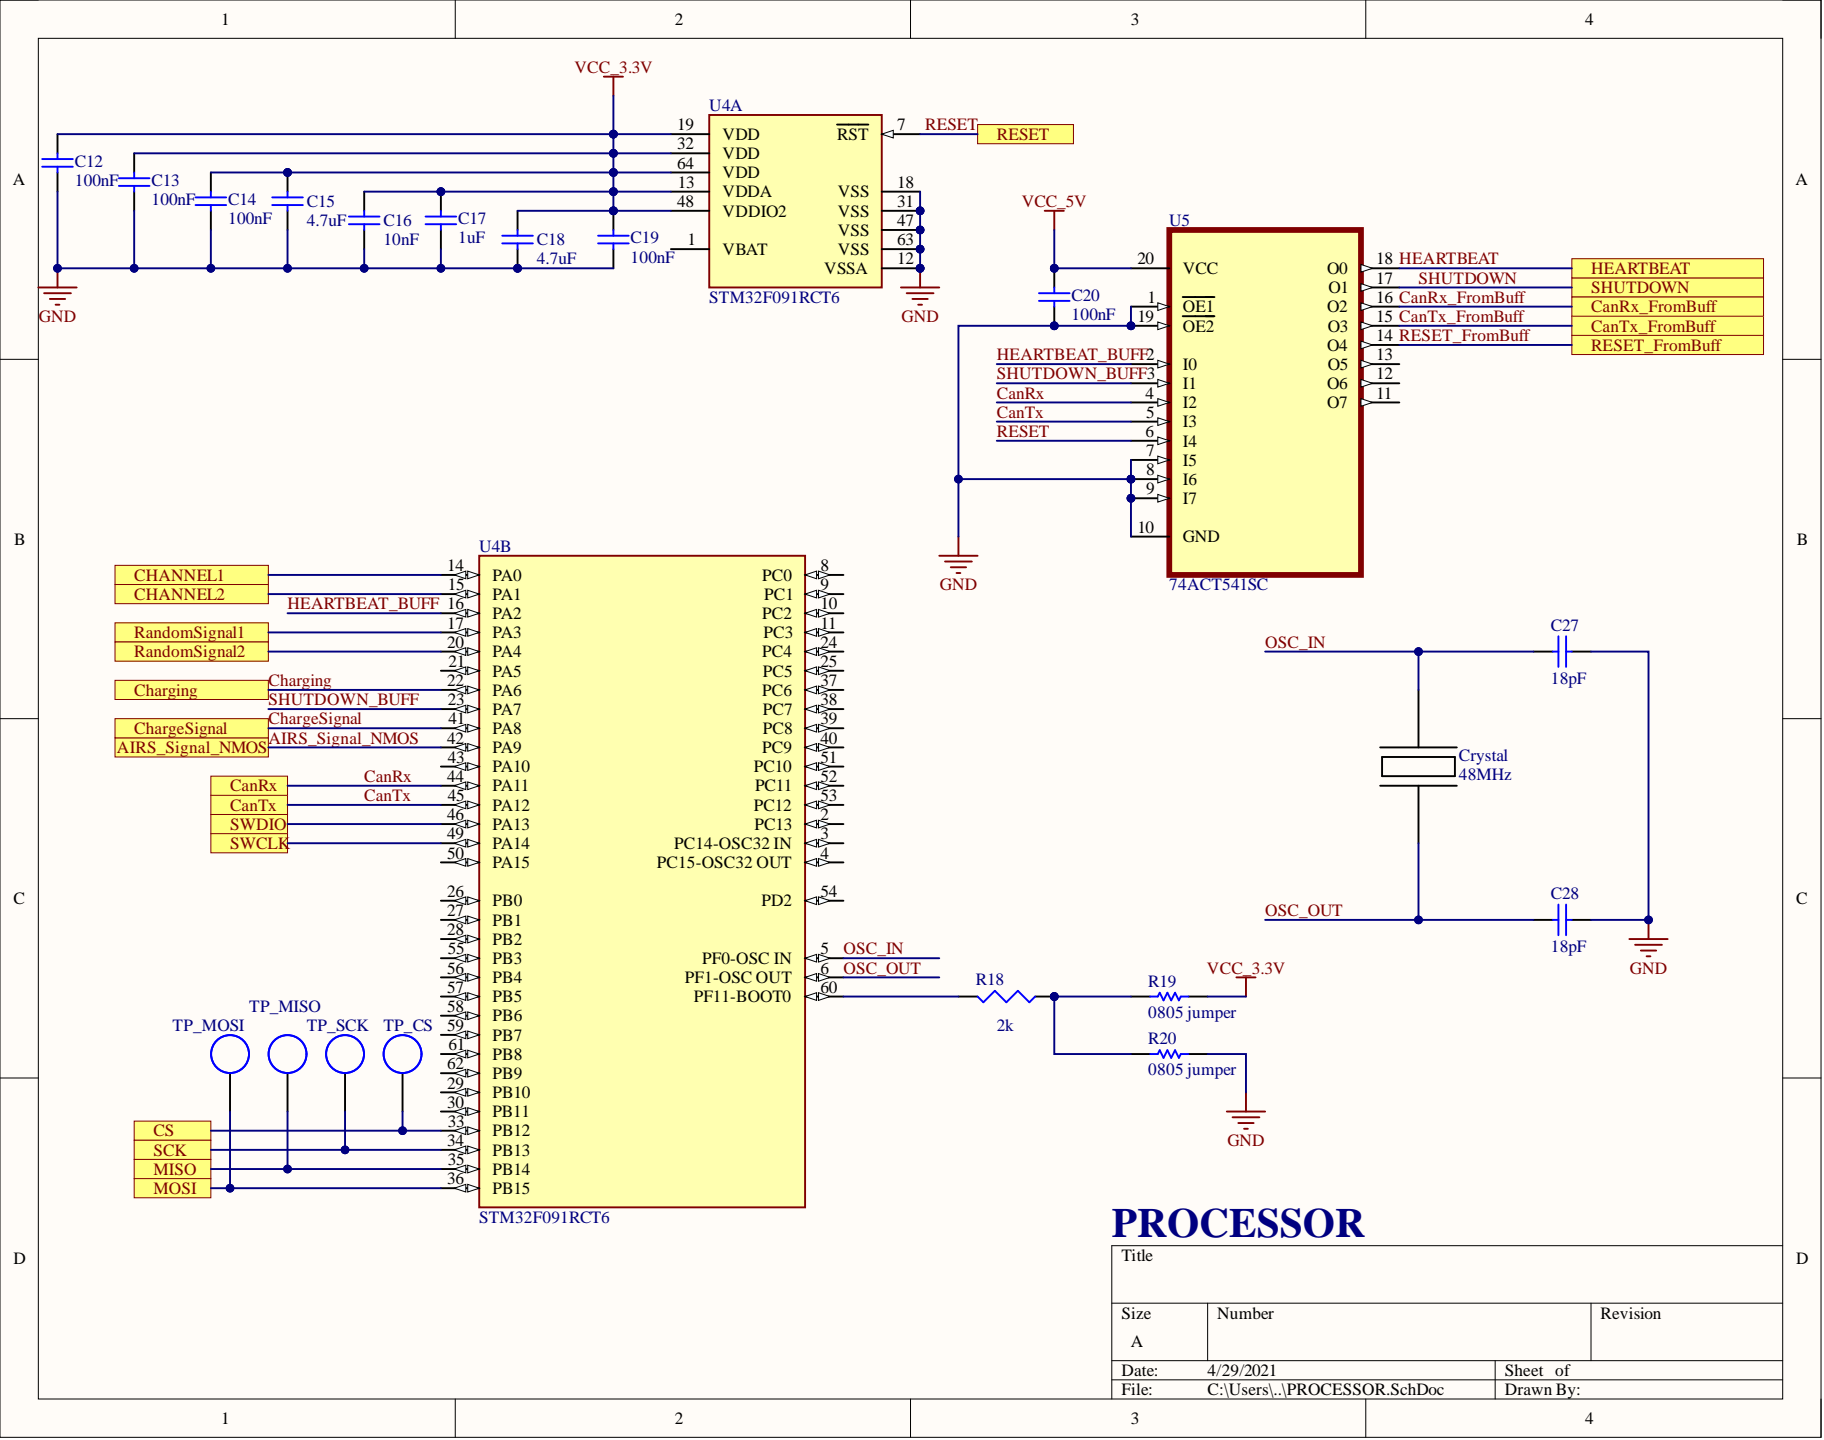 1 2 3 4
A A
B B
C C
D D
VCC_3.3V
U4A
19 VDD
32 VDD
64 VDD
13 VDDA
48 VDDIO2
1 VBAT
RST 7 RESET RESET
VSS 18
VSS 31
VSS 47
VSS 63
VSSA 12
STM32F091RCT6
C12
100nF
C13
100nF
C14
100nF
C15
4.7uF
C16
10nF
C17
1uF
C18
4.7uF
C19
100nF
GND
GND
VCC_5V
U5
20 VCC
C20
100nF
1 OE1
19 OE2
HEARTBEAT_BUFF 2 I0
SHUTDOWN_BUFF 3 I1
CanRx 4 I2
CanTx 5 I3
RESET 6 I4
7 I5
8 I6
9 I7
10 GND
O0 18 HEARTBEAT HEARTBEAT
O1 17 SHUTDOWN SHUTDOWN
O2 16 CanRx_FromBuff CanRx_FromBuff
O3 15 CanTx_FromBuff CanTx_FromBuff
O4 14 RESET_FromBuff RESET_FromBuff
O5 13
O6 12
O7 11
74ACT541SC
GND
U4B
CHANNEL1 14 PA0
CHANNEL2 15 PA1
HEARTBEAT_BUFF 16 PA2
RandomSignal1 17 PA3
RandomSignal2 20 PA4
21 PA5
Charging Charging 22 PA6
SHUTDOWN_BUFF 23 PA7
ChargeSignal ChargeSignal 41 PA8
AIRS_Signal_NMOS AIRS_Signal_NMOS 42 PA9
43 PA10
CanRx CanRx 44 PA11
CanTx CanTx 45 PA12
SWDIO 46 PA13
SWCLK 49 PA14
50 PA15
26 PB0
27 PB1
28 PB2
55 PB3
56 PB4
57 PB5
58 PB6
59 PB7
61 PB8
62 PB9
29 PB10
30 PB11
CS 33 PB12
SCK 34 PB13
MISO 35 PB14
MOSI 36 PB15
TP_MOSI
TP_MISO
TP_SCK
TP_CS
PC0 8
PC1 9
PC2 10
PC3 11
PC4 24
PC5 25
PC6 37
PC7 38
PC8 39
PC9 40
PC10 51
PC11 52
PC12 53
PC13 2
PC14-OSC32 IN 3
PC15-OSC32 OUT 4
PD2 54
PF0-OSC IN 5 OSC_IN
PF1-OSC OUT 6 OSC_OUT
PF11-BOOT0 60
STM32F091RCT6
R18
2k
R19
0805 jumper
VCC_3.3V
R20
0805 jumper
GND
OSC_IN
C27
18pF
Crystal
48MHz
OSC_OUT
C28
18pF
GND
PROCESSOR
Title
Size
A
Number
Revision
Date: 4/29/2021 Sheet of
File: C:\Users\..\PROCESSOR.SchDoc Drawn By:
1 2 3 4